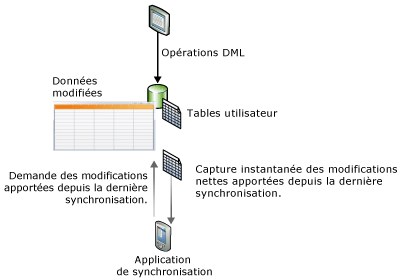 Opérations DML
Données
modifiées
Tables utilisateur
Demande des modifications
apportées depuis la dernière
synchronisation.
Capture instantanée des modifications
nettes apportées depuis la dernière
synchronisation.
Application
de synchronisation